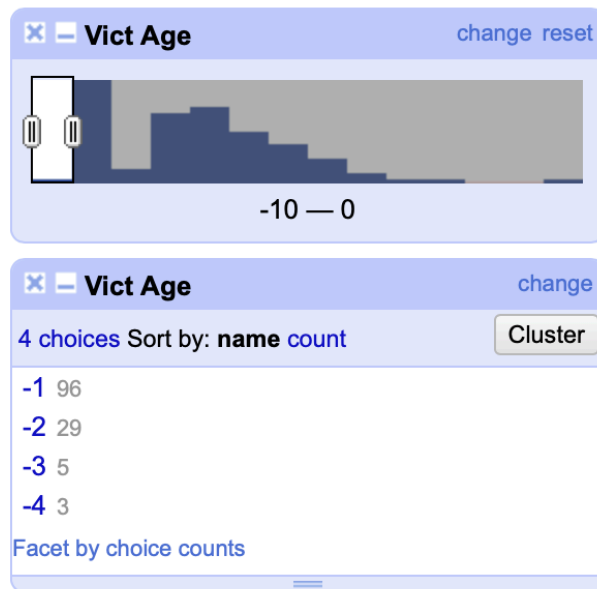 Vict Age change reset
-10 — 0
Vict Age change
4 choices Sort by: name count Cluster
-1 96
-2 29
-3 5
-4 3
Facet by choice counts